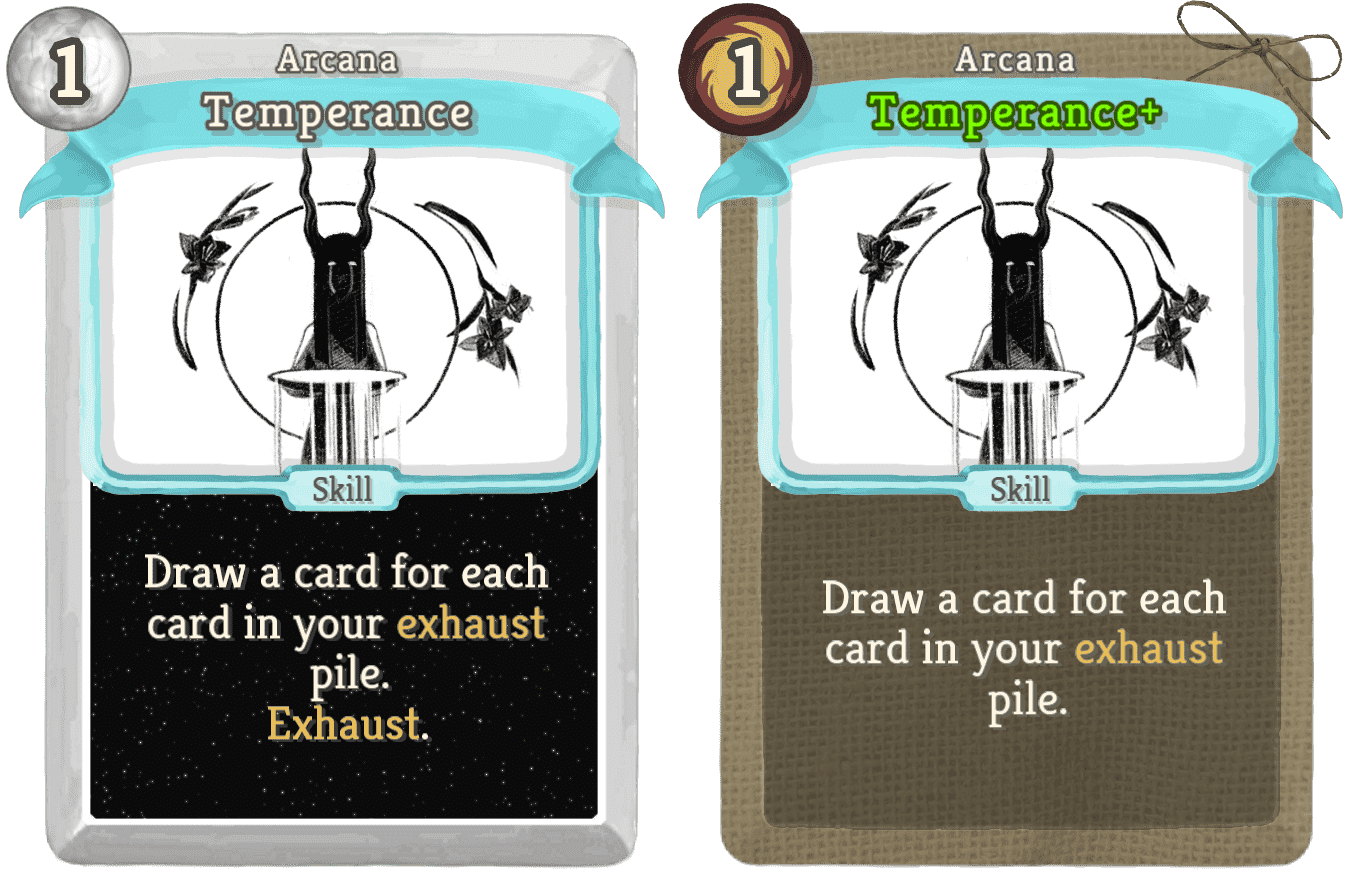 1
Arcana
Temperance
Skill
Draw a card for each
card in your exhaust
pile.
Exhaust.
1
Arcana
Temperance+
Skill
Draw a card for each
card in your exhaust
pile.